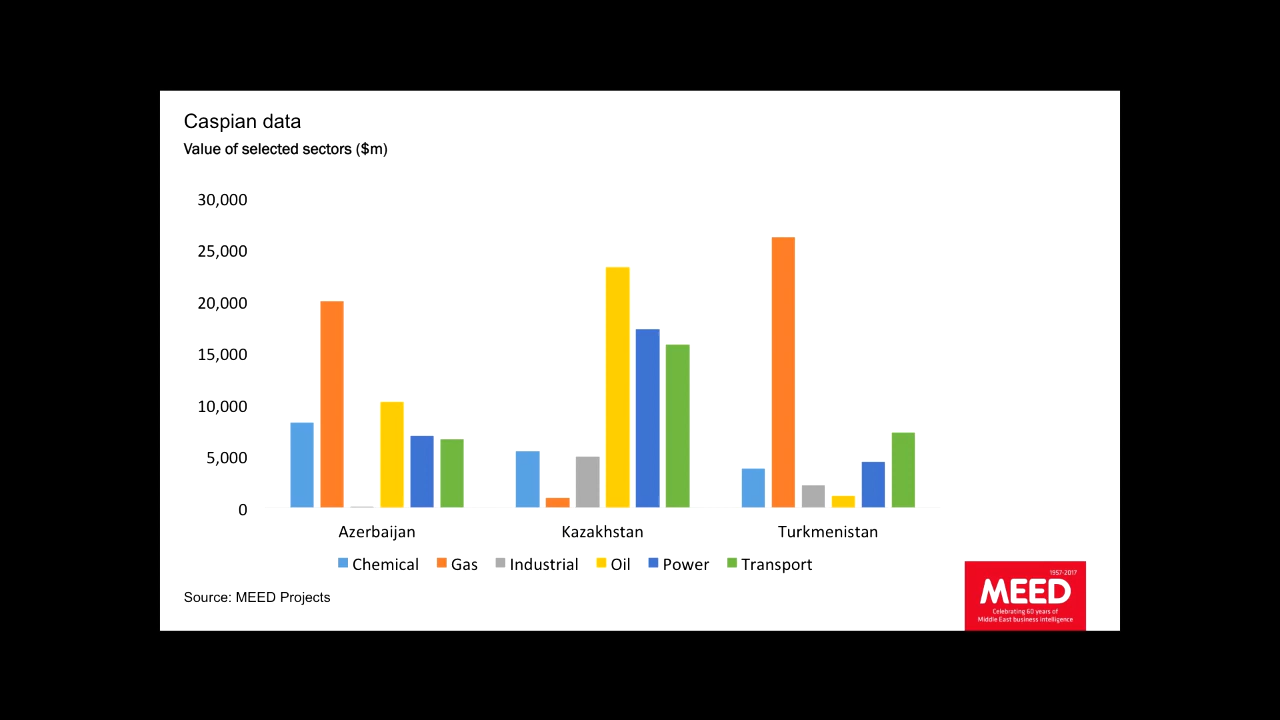 Caspian data
Value of selected sectors ($m)
30,000
25,000
20,000
15,000
10,000
5,000
0
Azerbaijan Kazakhstan Turkmenistan
Chemical Gas Industrial Oil Power Transport
Source: MEED Projects
1957-2017
MEED
Celebrating 60 years of
Middle East business intelligence